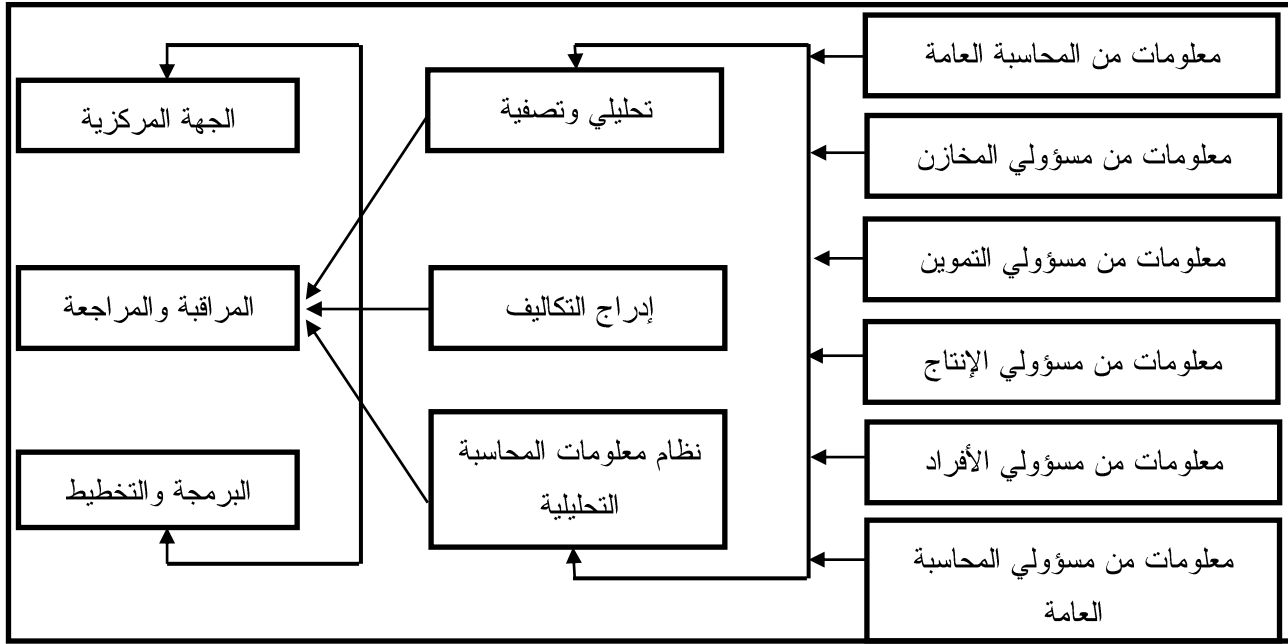 معلومات من المحاسبة العامة
معلومات من مسؤولي المخازن
معلومات من مسؤولي التموين
معلومات من مسؤولي الإنتاج
معلومات من مسؤولي الأفراد
معلومات من مسؤولي المحاسبة
العامة
تحليلي وتصفية
إدراج التكاليف
نظام معلومات المحاسبة
التحليلية
الجهة المركزية
المراقبة والمراجعة
البرمجة والتخطيط